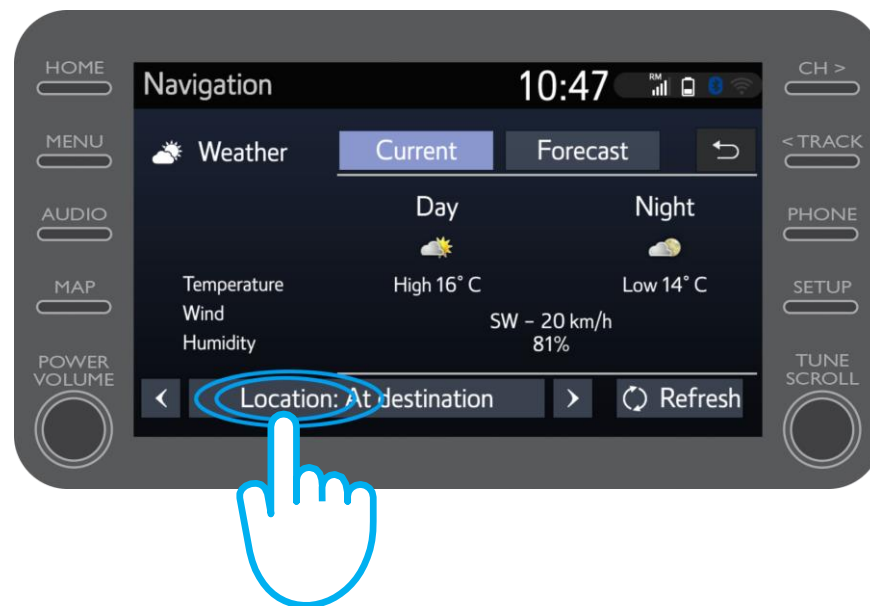 HOME
MENU
AUDIO
MAP
POWER
VOLUME
Navigation 10:47 RM
Weather Current Forecast
Day Night
Temperature High 16° C Low 14° C
Wind SW – 20 km/h
Humidity 81%
< Location: At destination > Refresh
CH >
< TRACK
PHONE
SETUP
TUNE
SCROLL